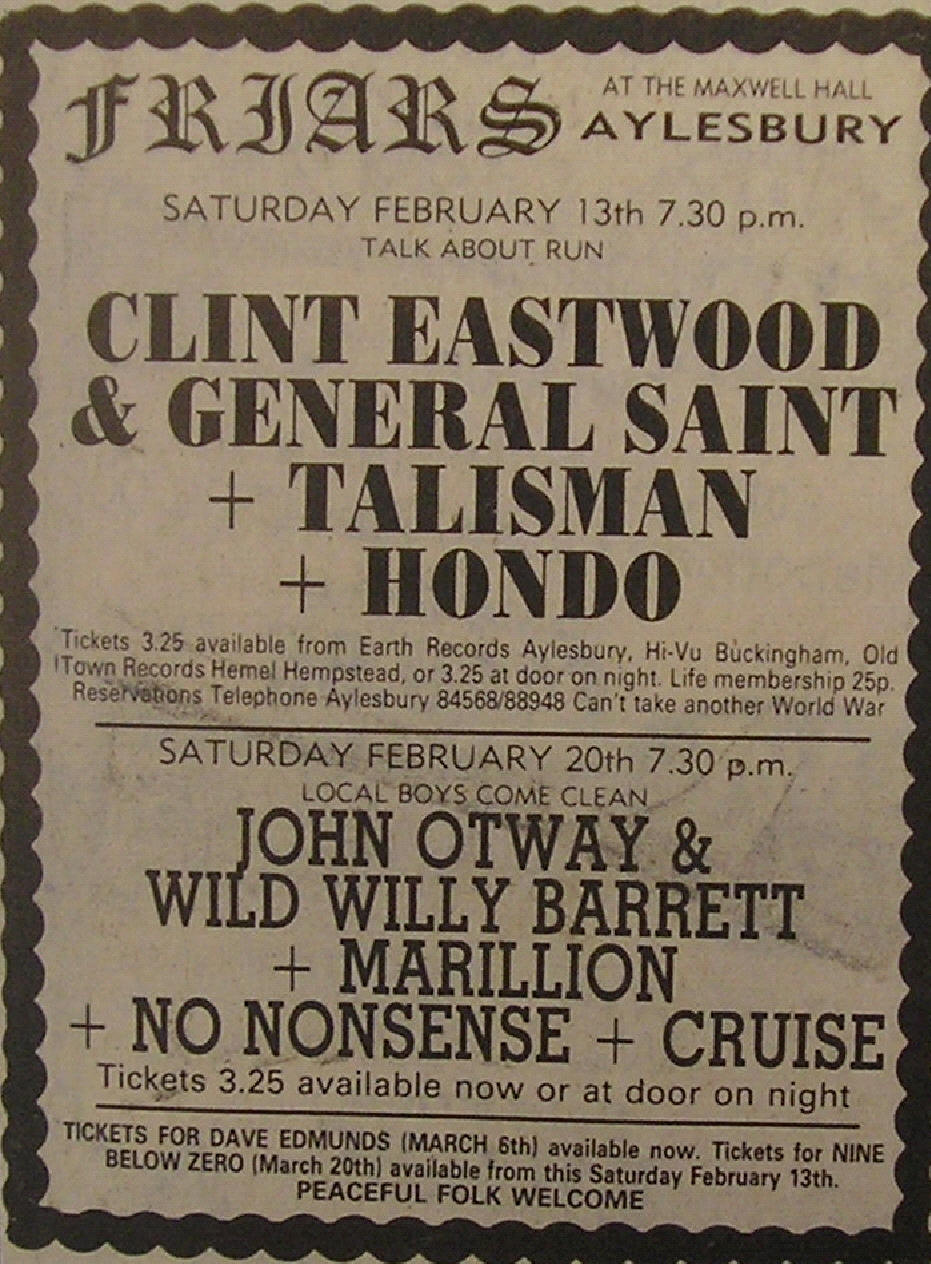 FRIARS AT THE MAXWELL HALL
AYLESBURY
SATURDAY FEBRUARY 13th 7.30 p.m.
TALK ABOUT RUN
CLINT EASTWOOD
& GENERAL SAINT
+ TALISMAN
+ HONDO
Tickets 3.25 available from Earth Records Aylesbury, Hi-Vu Buckingham, Old
Town Records Hemel Hempstead, or 3.25 at door on night. Life membership 25p.
Reservations Telephone Aylesbury 84568/88948 Can't take another World War
SATURDAY FEBRUARY 20th 7.30 p.m.
LOCAL BOYS COME CLEAN
JOHN OTWAY &
WILD WILLY BARRETT
+ MARILLION
+ NO NONSENSE + CRUISE
Tickets 3.25 available now or at door on night
TICKETS FOR DAVE EDMUNDS (MARCH 6th) available now. Tickets for NINE
BELOW ZERO (March 20th) available from this Saturday February 13th.
PEACEFUL FOLK WELCOME